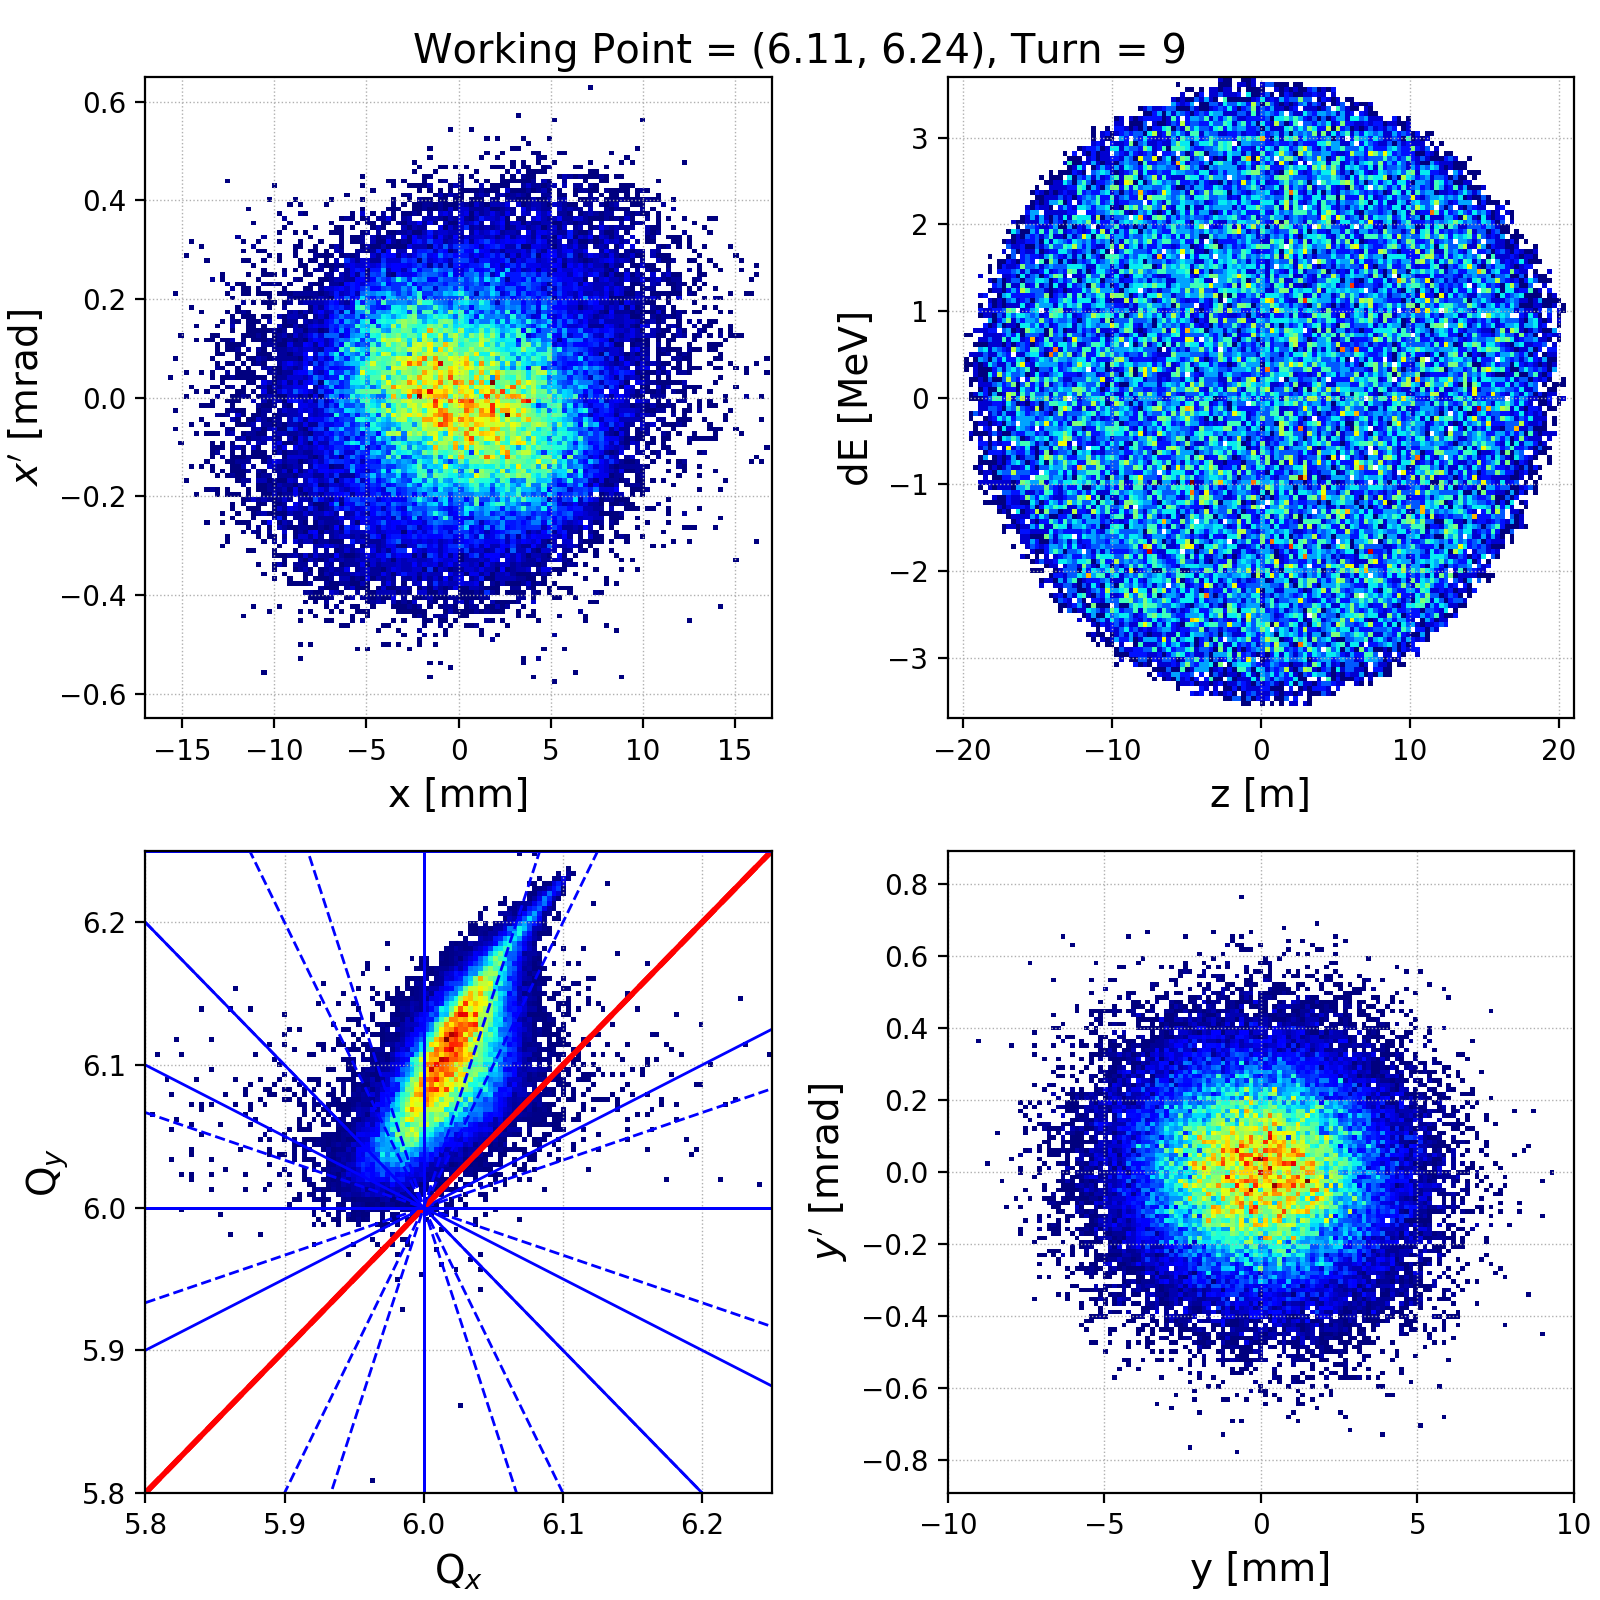 Working Point = (6.11, 6.24), Turn = 9
0.6
0.4
0.2
0.0
−0.2
−0.4
−0.6
x′ [mrad]
−15 −10 −5 0 5 10 15
x [mm]
3
2
1
0
−1
−2
−3
dE [MeV]
−20 −10 0 10 20
z [m]
6.2
6.1
6.0
5.9
5.8
Qy
5.8 5.9 6.0 6.1 6.2
Qx
0.8
0.6
0.4
0.2
0.0
−0.2
−0.4
−0.6
−0.8
y′ [mrad]
−10 −5 0 5 10
y [mm]